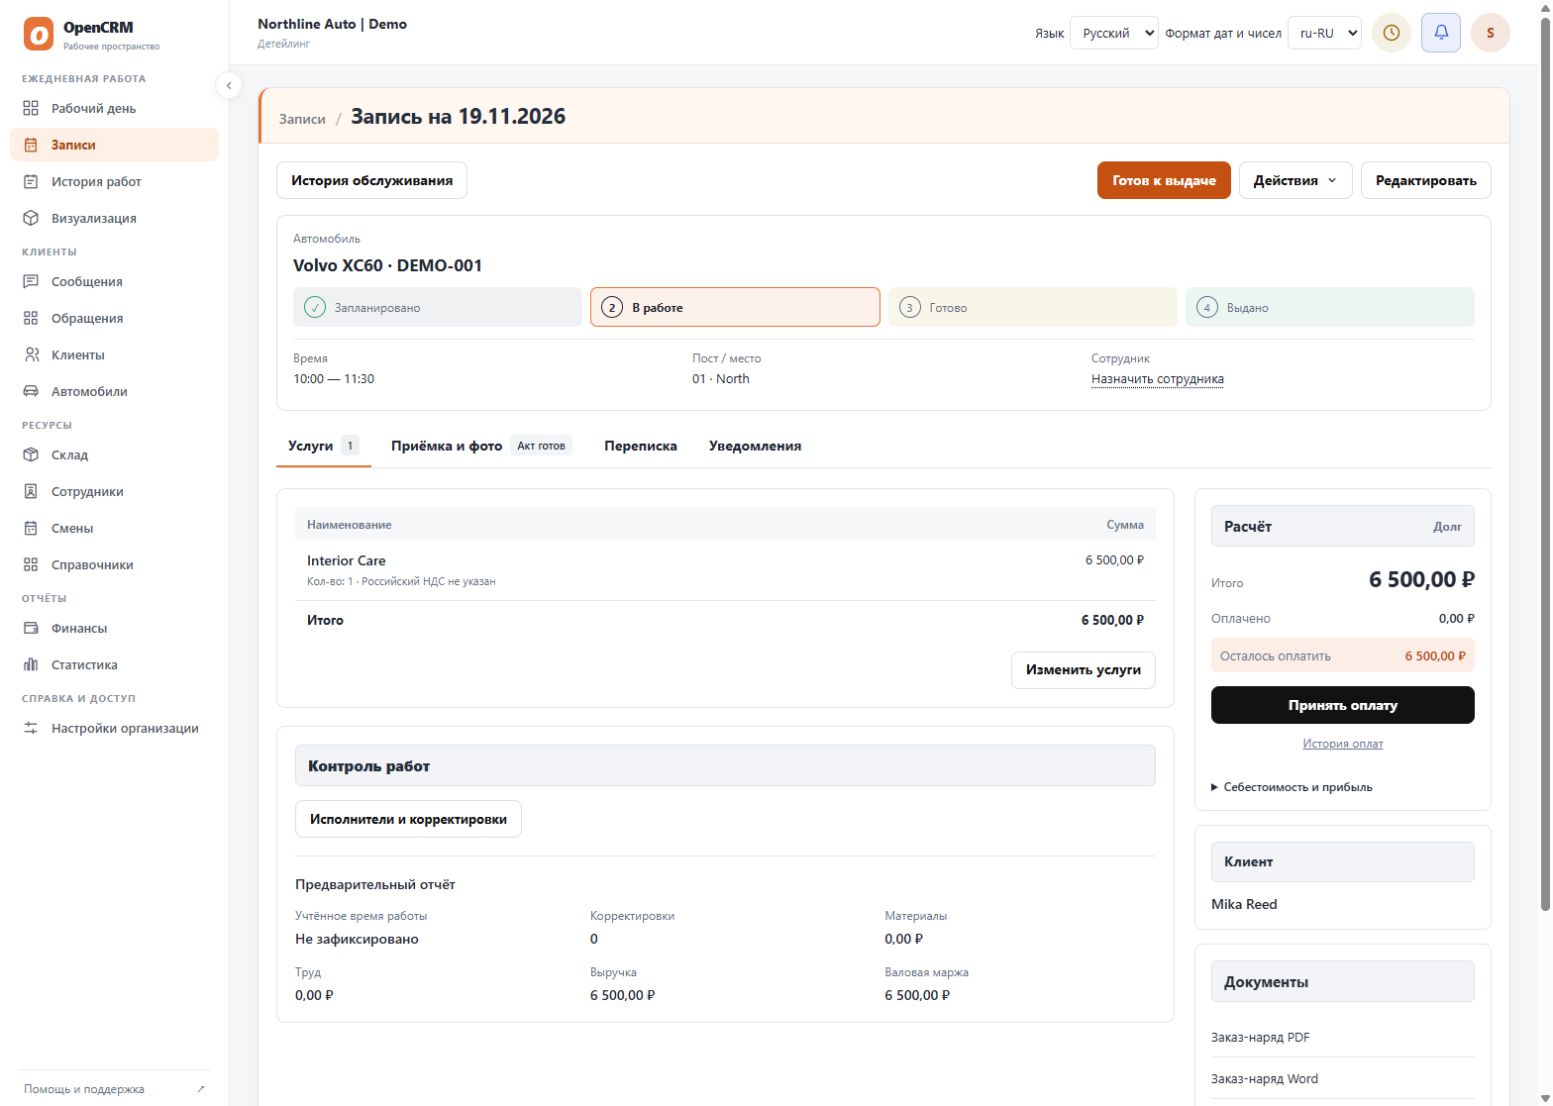 OpenCRM
Рабочее пространство
ЕЖЕДНЕВНАЯ РАБОТА
Рабочий день
Записи
История работ
Визуализация
КЛИЕНТЫ
Сообщения
Обращения
Клиенты
Автомобили
РЕСУРСЫ
Склад
Сотрудники
Смены
Справочники
ОТЧЁТЫ
Финансы
Статистика
СПРАВКА И ДОСТУП
Настройки организации
Помощь и поддержка
Northline Auto | Demo
Детейлинг
Язык Русский Формат дат и чисел ru-RU S
Записи / Запись на 19.11.2026
История обслуживания
Готов к выдаче Действия Редактировать
Автомобиль
Volvo XC60 · DEMO-001
✓ Запланировано 2 В работе 3 Готово 4 Выдано
Время Пост / место Сотрудник
10:00 — 11:30 01 · North Назначить сотрудника
Услуги 1 Приёмка и фото Акт готов Переписка Уведомления
Наименование Сумма
Interior Care 6 500,00 ₽
Кол-во: 1 · Российский НДС не указан
Итого 6 500,00 ₽
Изменить услуги
Контроль работ
Исполнители и корректировки
Предварительный отчёт
Учтённое время работы Корректировки Материалы
Не зафиксировано 0 0,00 ₽
Труд Выручка Валовая маржа
0,00 ₽ 6 500,00 ₽ 6 500,00 ₽
Расчёт Долг
Итого 6 500,00 ₽
Оплачено 0,00 ₽
Осталось оплатить 6 500,00 ₽
Принять оплату
История оплат
Себестоимость и прибыль
Клиент
Mika Reed
Документы
Заказ-наряд PDF
Заказ-наряд Word